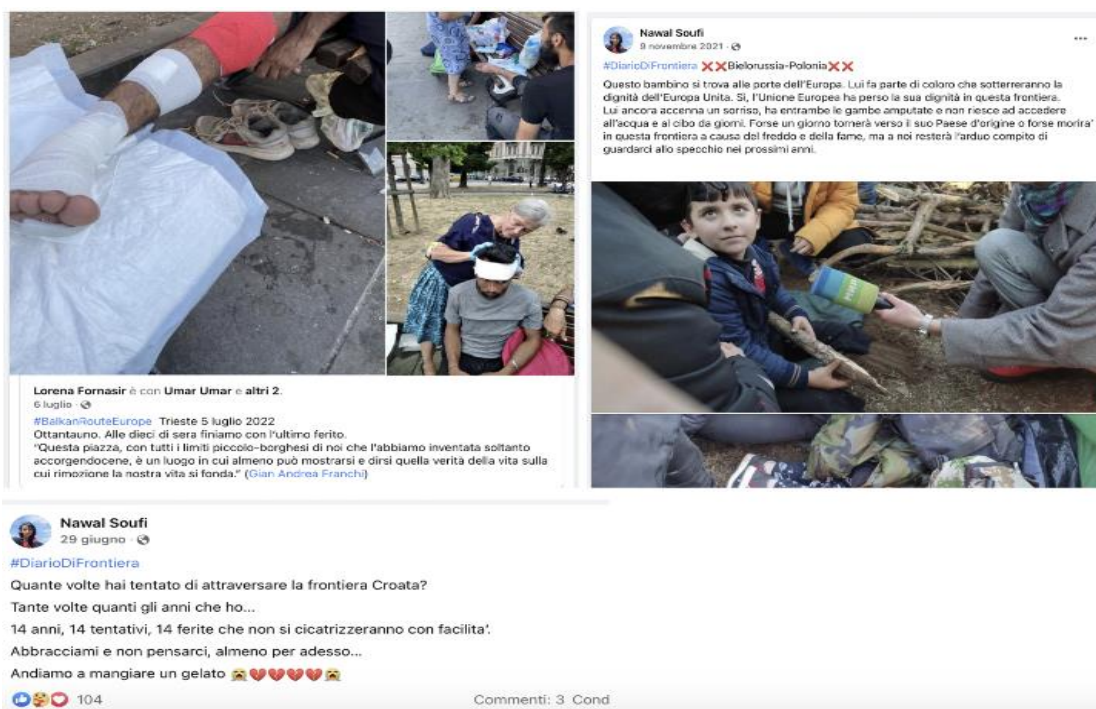 Lorena Fornasir è con Umar Umar e altri 2.
6 luglio ·
#BalkanRouteEurope Trieste 5 luglio 2022
Ottantauno. Alle dieci di sera finiamo con l'ultimo ferito.
"Questa piazza, con tutti i limiti piccolo-borghesi di noi che l'abbiamo inventata soltanto
accorgendocene, è un luogo in cui almeno può mostrarsi e dirsi quella verità della vita sulla
cui rimozione la nostra vita si fonda." (Gian Andrea Franchi)
Nawal Soufi
9 novembre 2021 ·
#DiarioDiFrontiera ❌❌Bielorussia-Polonia❌❌
Questo bambino si trova alle porte dell'Europa. Lui fa parte di coloro che sotterreranno la
dignità dell'Europa Unita. Sì, l'Unione Europea ha perso la sua dignità in questa frontiera.
Lui ancora accenna un sorriso, ha entrambe le gambe amputate e non riesce ad accedere
all'acqua e al cibo da giorni. Forse un giorno tornerà verso il suo Paese d'origine o forse morira'
in questa frontiera a causa del freddo e della fame, ma a noi resterà l'arduo compito di
guardarci allo specchio nei prossimi anni.
Nawal Soufi
29 giugno ·
#DiarioDiFrontiera
Quante volte hai tentato di attraversare la frontiera Croata?
Tante volte quanti gli anni che ho...
14 anni, 14 tentativi, 14 ferite che non si cicatrizzeranno con facilita'.
Abbracciami e non pensarci, almeno per adesso...
Andiamo a mangiare un gelato 😭💔💔💔💔😭
104
Commenti: 3 Cond